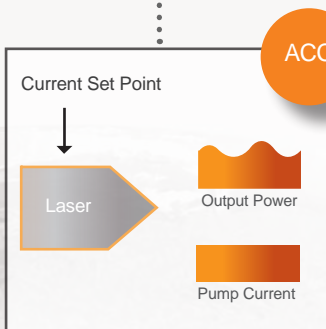 ACC
Current Set Point
Laser
Output Power
Pump Current